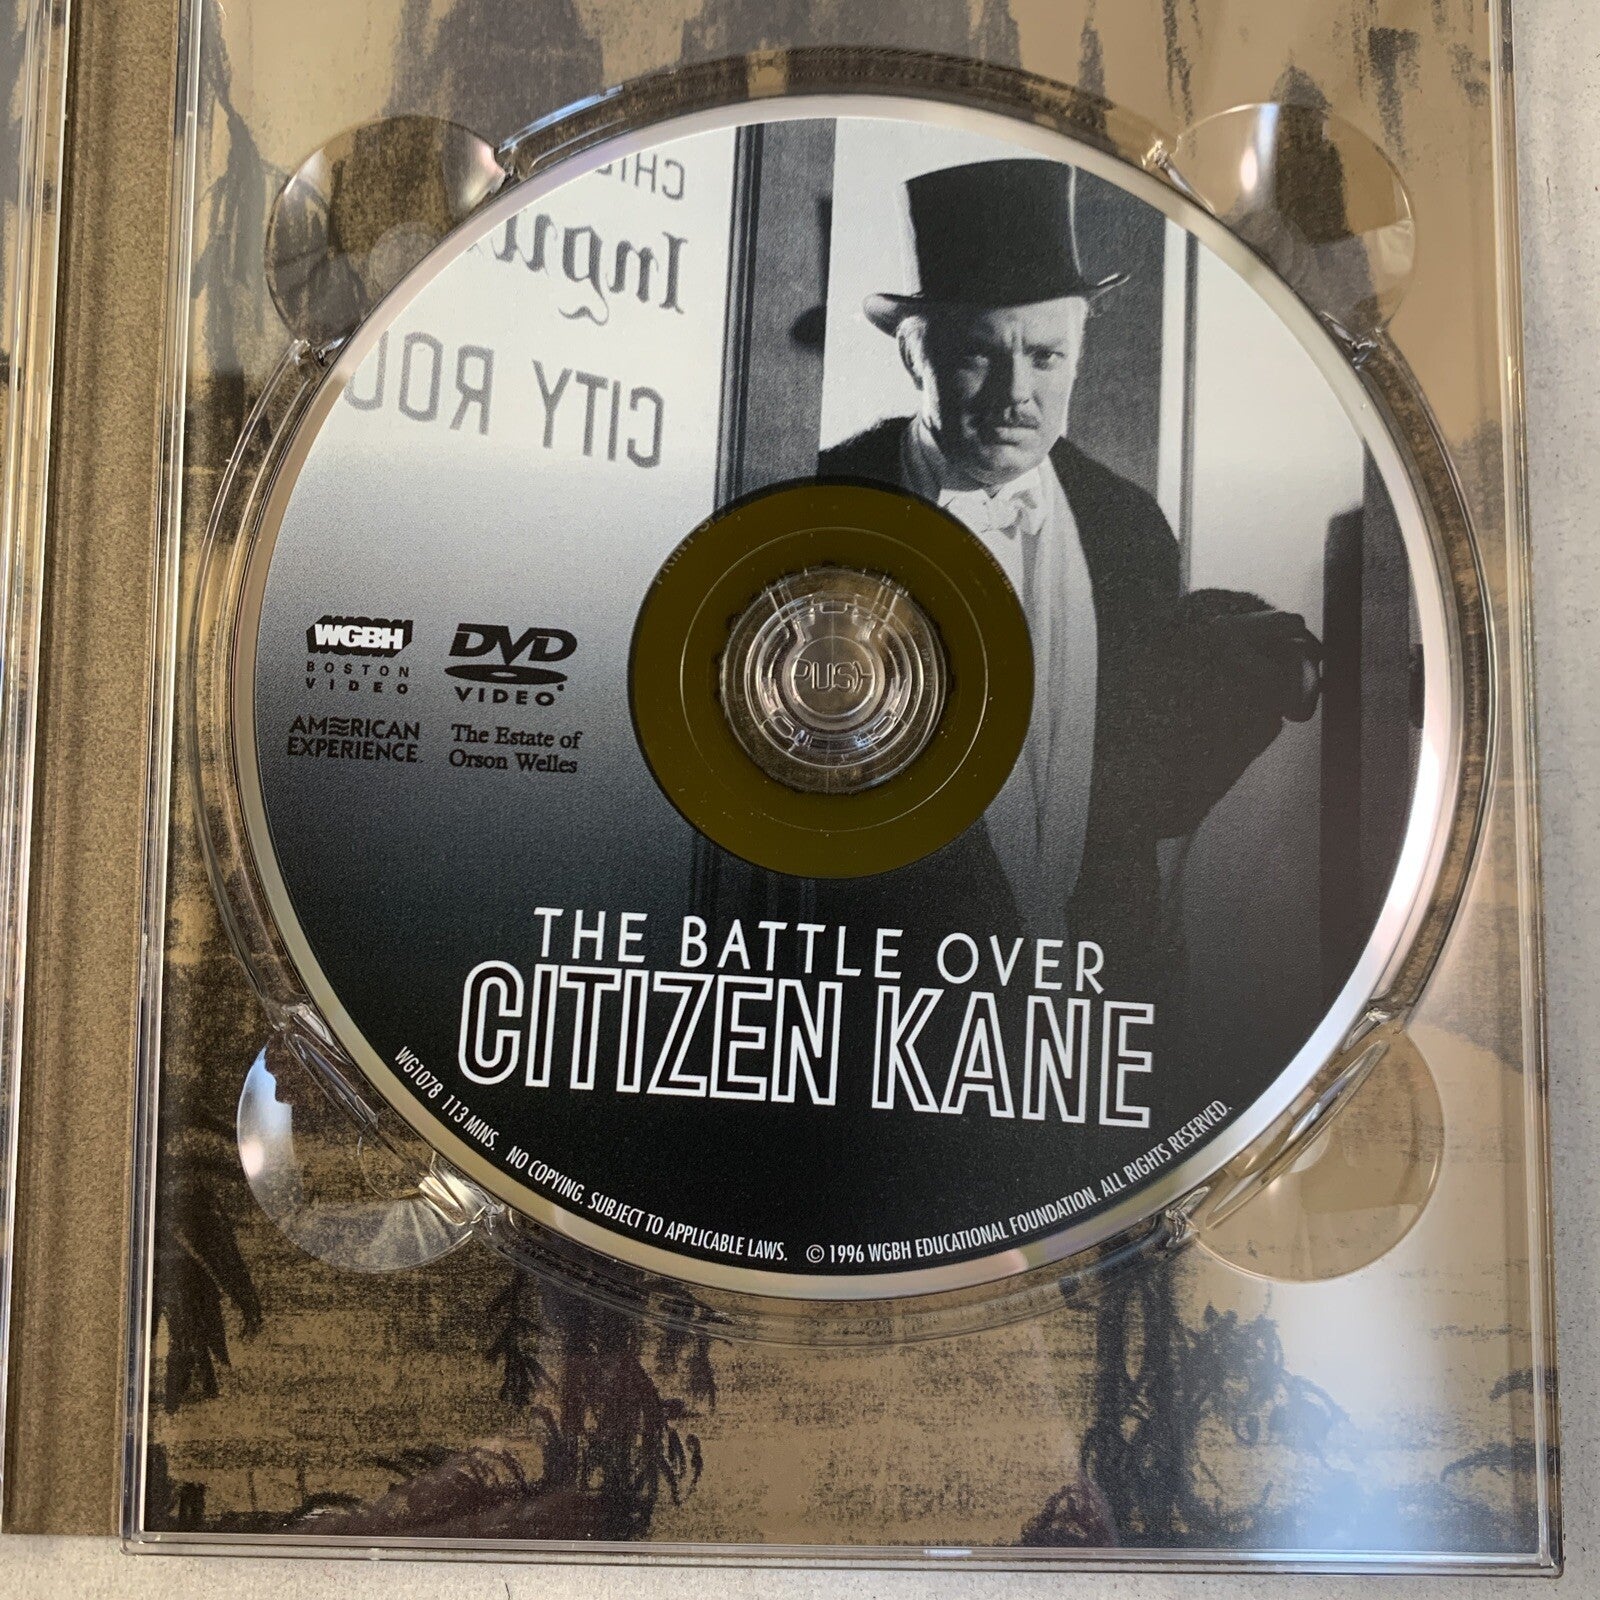 CITY
WGBH
BOSTON
VIDEO
DVD
VIDEO
AMERICAN
EXPERIENCE
The Estate of
Orson Welles
PUSH
THE BATTLE OVER
CITIZEN KANE
WG1078 113 MINS. NO COPYING. SUBJECT TO APPLICABLE LAWS. © 1996 WGBH EDUCATIONAL FOUNDATION. ALL RIGHTS RESERVED.